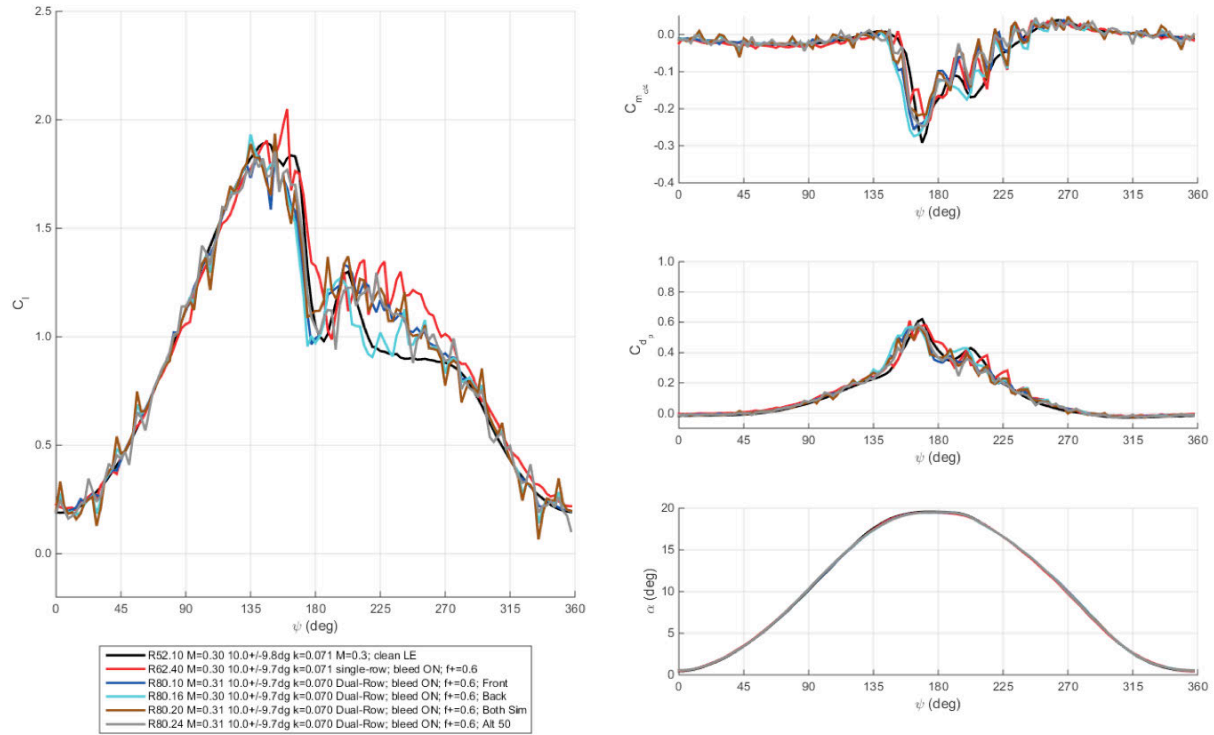 2.5
2.0
1.5
1.0
0.5
0.0
C_l
0 45 90 135 180 225 270 315 360
ψ (deg)
R52.10 M=0.30 10.0+/-9.8dg k=0.071 M=0.3; clean LE
R62.40 M=0.30 10.0+/-9.7dg k=0.071 single-row; bleed ON; f+=0.6
R80.10 M=0.31 10.0+/-9.7dg k=0.070 Dual-Row; bleed ON; f+=0.6; Front
R80.16 M=0.30 10.0+/-9.7dg k=0.070 Dual-Row; bleed ON; f+=0.6; Back
R80.20 M=0.31 10.0+/-9.7dg k=0.070 Dual-Row; bleed ON; f+=0.6; Both Sim
R80.24 M=0.31 10.0+/-9.7dg k=0.070 Dual-Row; bleed ON; f+=0.6; Alt 50
0.0
-0.1
-0.2
-0.3
-0.4
C_m_c/4
0 45 90 135 180 225 270 315 360
ψ (deg)
1.0
0.8
0.6
0.4
0.2
0.0
C_d_p
0 45 90 135 180 225 270 315 360
ψ (deg)
20
15
10
5
0
α (deg)
0 45 90 135 180 225 270 315 360
ψ (deg)